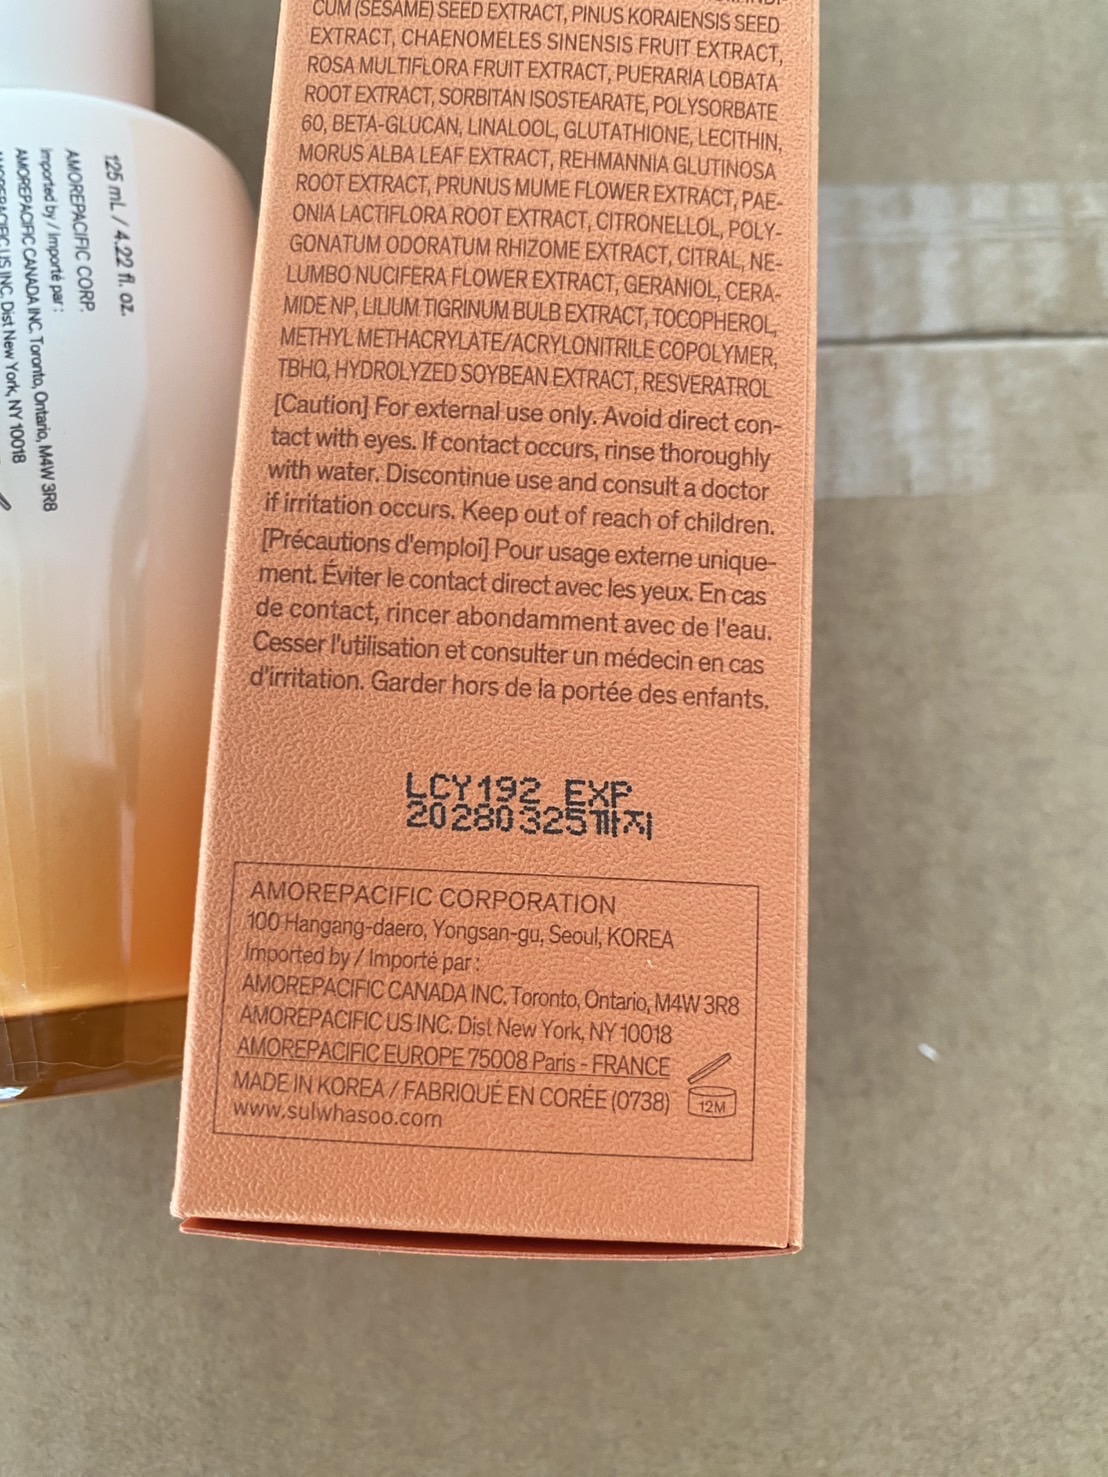 CUM (SESAME) SEED EXTRACT, PINUS KORAIENSIS SEED
EXTRACT, CHAENOMELES SINENSIS FRUIT EXTRACT,
ROSA MULTIFLORA FRUIT EXTRACT, PUERARIA LOBATA
ROOT EXTRACT, SORBITAN ISOSTEARATE, POLYSORBATE
60, BETA-GLUCAN, LINALOOL, GLUTATHIONE, LECITHIN,
MORUS ALBA LEAF EXTRACT, REHMANNIA GLUTINOSA
ROOT EXTRACT, PRUNUS MUME FLOWER EXTRACT, PAE-
ONIA LACTIFLORA ROOT EXTRACT, CITRONELLOL, POLY-
GONATUM ODORATUM RHIZOME EXTRACT, CITRAL, NE-
LUMBO NUCIFERA FLOWER EXTRACT, GERANIOL, CERA-
MIDE NP, LILIUM TIGRINUM BULB EXTRACT, TOCOPHEROL,
METHYL METHACRYLATE/ACRYLONITRILE COPOLYMER,
TBHQ, HYDROLYZED SOYBEAN EXTRACT, RESVERATROL
[Caution] For external use only. Avoid direct con-
tact with eyes. If contact occurs, rinse thoroughly
with water. Discontinue use and consult a doctor
if irritation occurs. Keep out of reach of children.
[Précautions d'emploi] Pour usage externe unique-
ment. Éviter le contact direct avec les yeux. En cas
de contact, rincer abondamment avec de l'eau.
Cesser l'utilisation et consulter un médecin en cas
d'irritation. Garder hors de la portée des enfants.
LCY192 EXP
20280325까지
AMOREPACIFIC CORPORATION
100 Hangang-daero, Yongsan-gu, Seoul, KOREA
Imported by / Importé par :
AMOREPACIFIC CANADA INC. Toronto, Ontario, M4W 3R8
AMOREPACIFIC US INC. Dist New York, NY 10018
AMOREPACIFIC EUROPE 75008 Paris - FRANCE
MADE IN KOREA / FABRIQUÉ EN CORÉE (0738)
www.sulwhasoo.com
12M
125 mL / 4.22 fl. oz.
AMOREPACIFIC CORP.
Imported by / Importé par :
AMOREPACIFIC CANADA INC. Toronto, Ontario, M4W 3R8
AMOREPACIFIC US INC. Dist New York, NY 10018